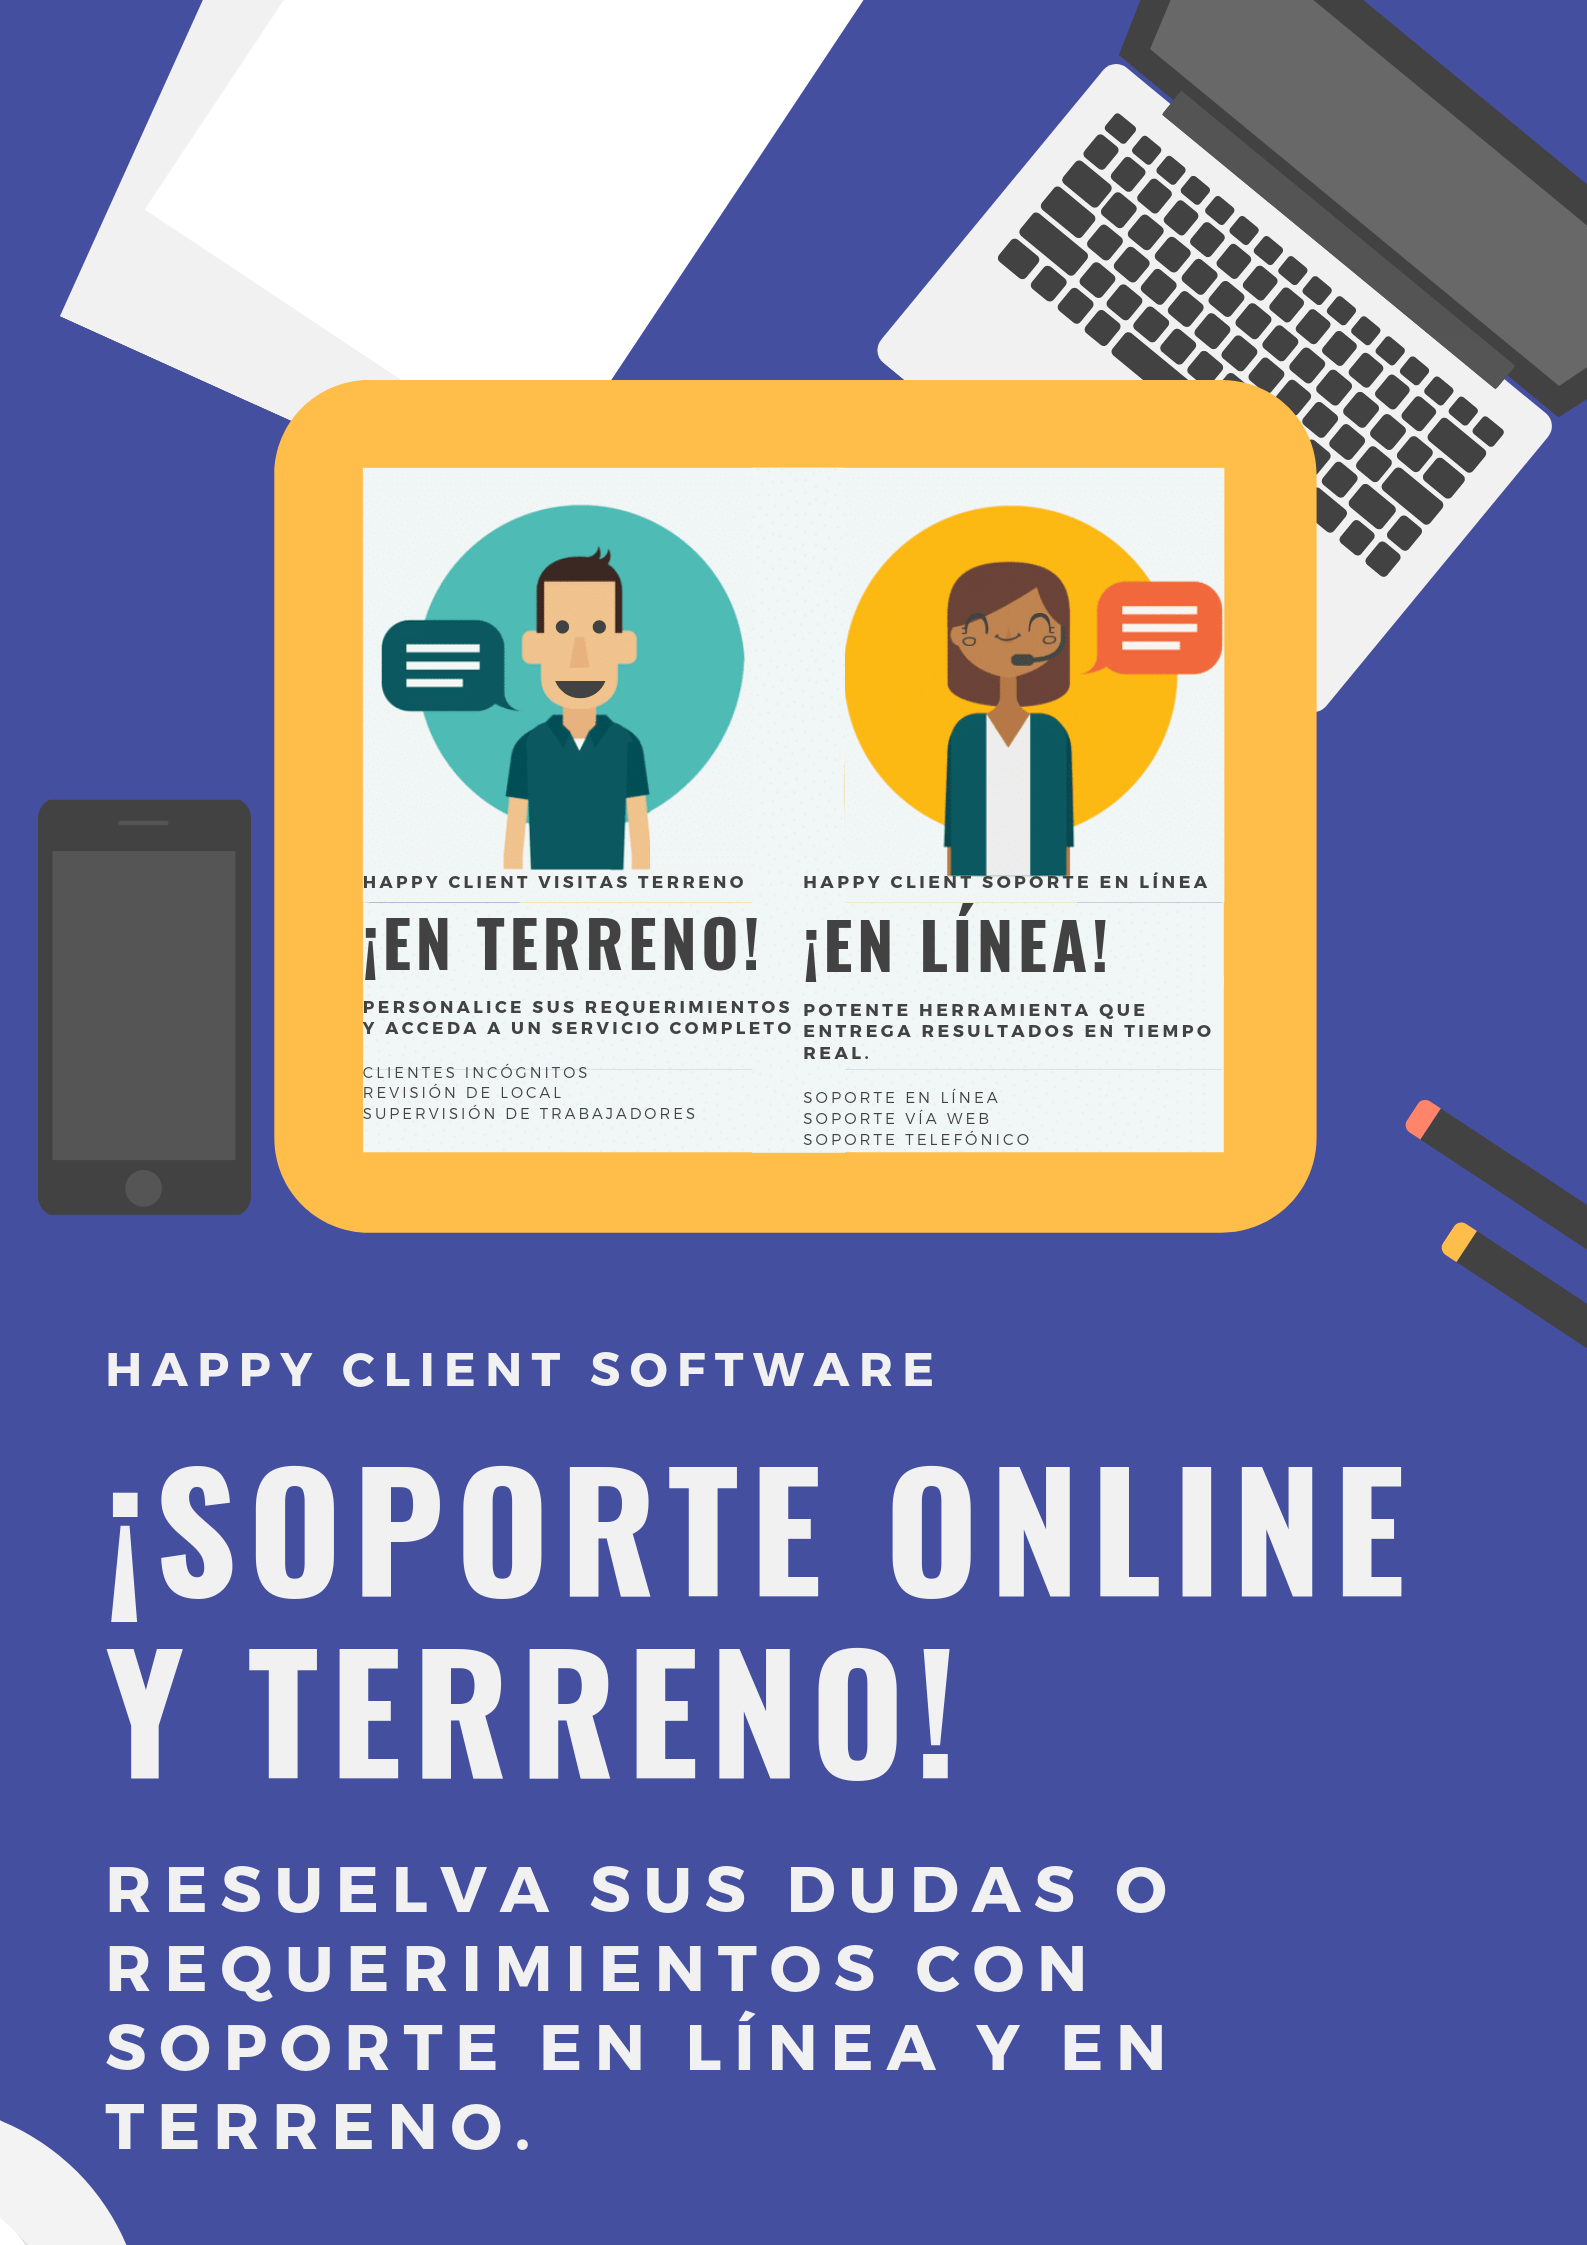 HAPPY CLIENT VISITAS TERRENO
¡EN TERRENO!
PERSONALICE SUS REQUERIMIENTOS
Y ACCEDA A UN SERVICIO COMPLETO
CLIENTES INCÓGNITOS
REVISIÓN DE LOCAL
SUPERVISIÓN DE TRABAJADORES
HAPPY CLIENT SOPORTE EN LÍNEA
¡EN LÍNEA!
POTENTE HERRAMIENTA QUE
ENTREGA RESULTADOS EN TIEMPO
REAL.
SOPORTE EN LÍNEA
SOPORTE VÍA WEB
SOPORTE TELEFÓNICO
HAPPY CLIENT SOFTWARE
¡SOPORTE ONLINE
Y TERRENO!
RESUELVA SUS DUDAS O
REQUERIMIENTOS CON
SOPORTE EN LÍNEA Y EN
TERRENO.